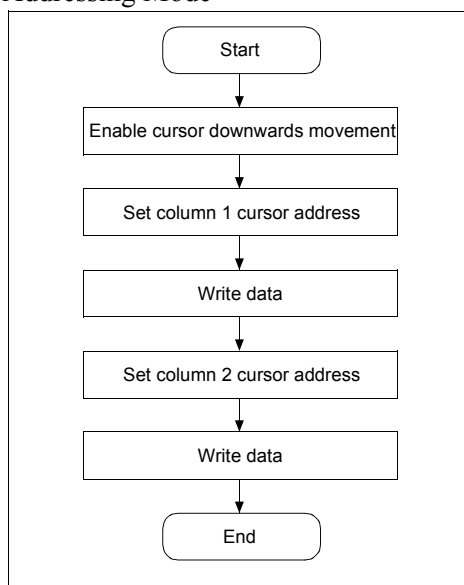 Addressing Mode
Start
Enable cursor downwards movement
Set column 1 cursor address
Write data
Set column 2 cursor address
Write data
End